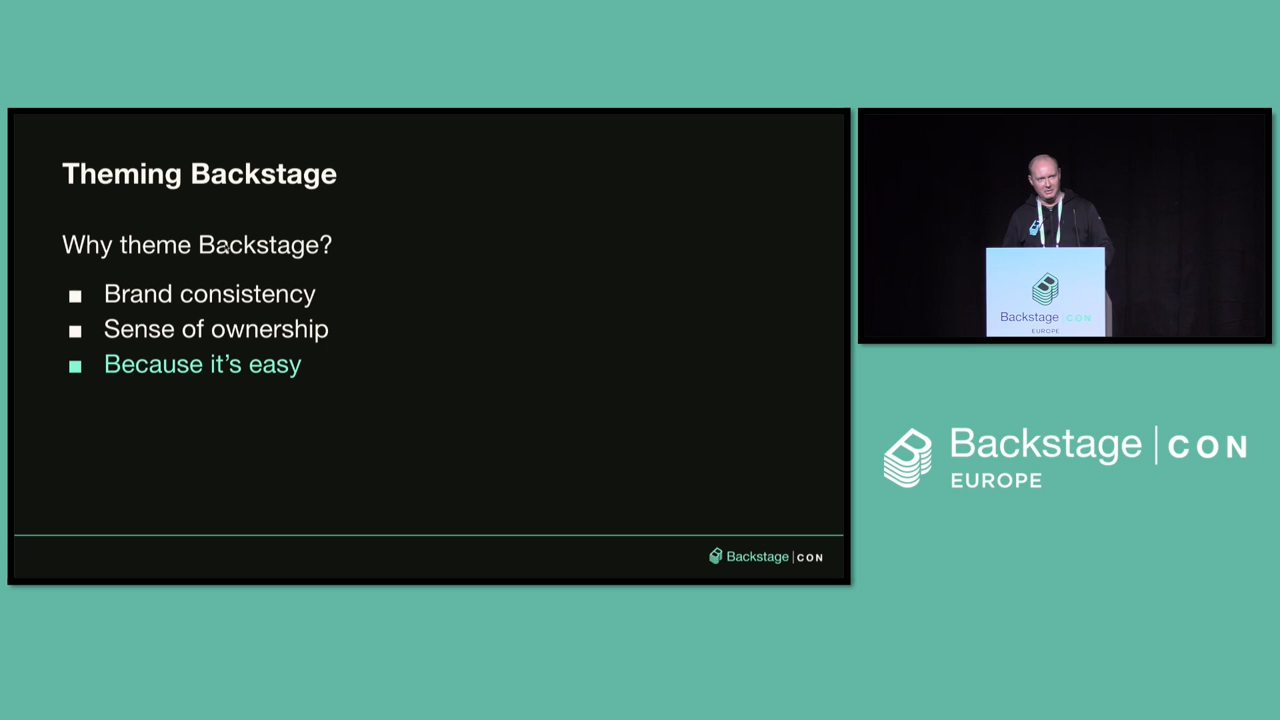 Theming Backstage
Why theme Backstage?
Brand consistency
Sense of ownership
Because it’s easy
Backstage | CON
Backstage CON
EUROPE
Backstage | CON
EUROPE